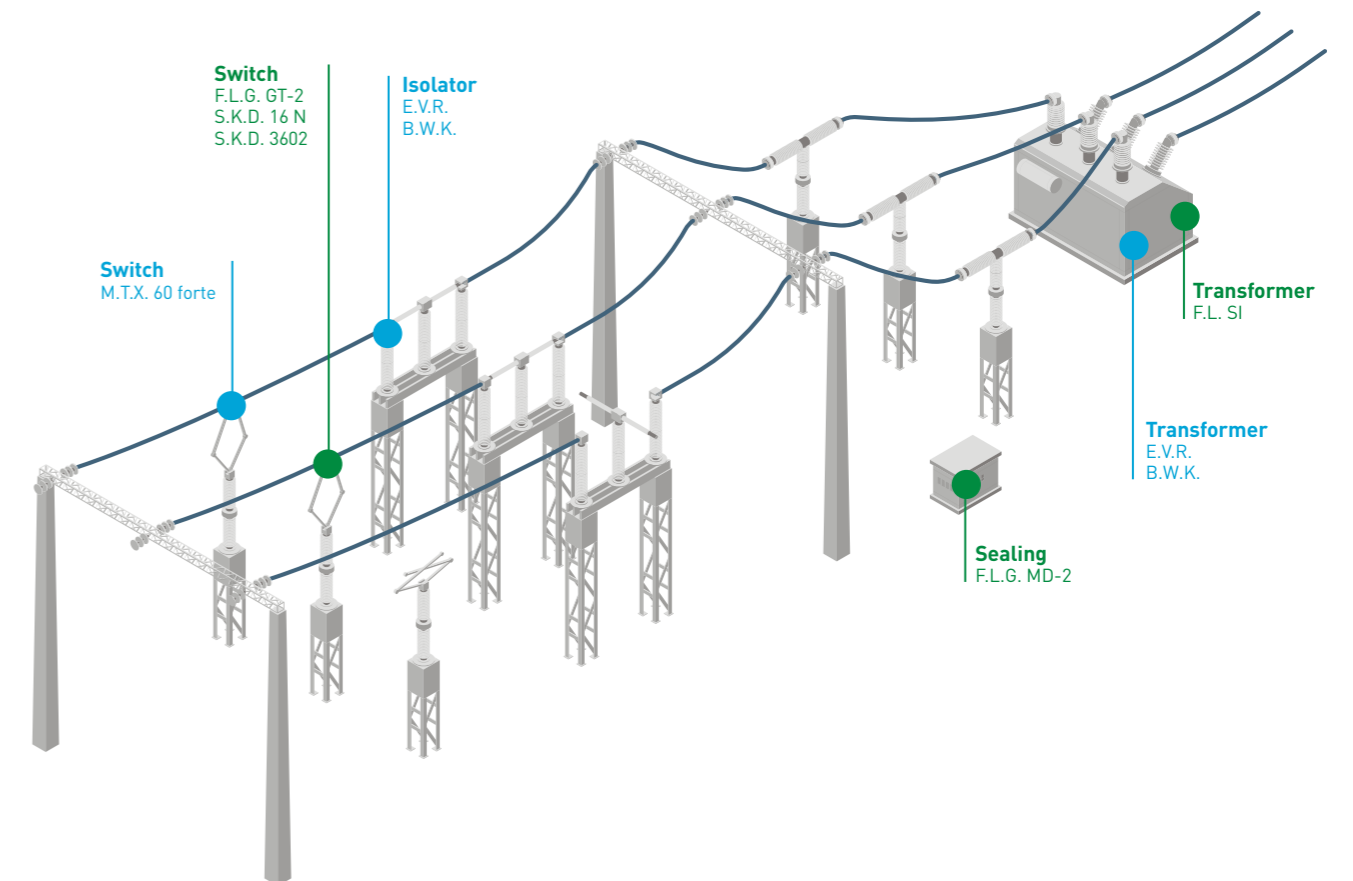 Switch
F.L.G. GT-2
S.K.D. 16 N
S.K.D. 3602
Isolator
E.V.R.
B.W.K.
Switch
M.T.X. 60 forte
Transformer
F.L. SI
Transformer
E.V.R.
B.W.K.
Sealing
F.L.G. MD-2